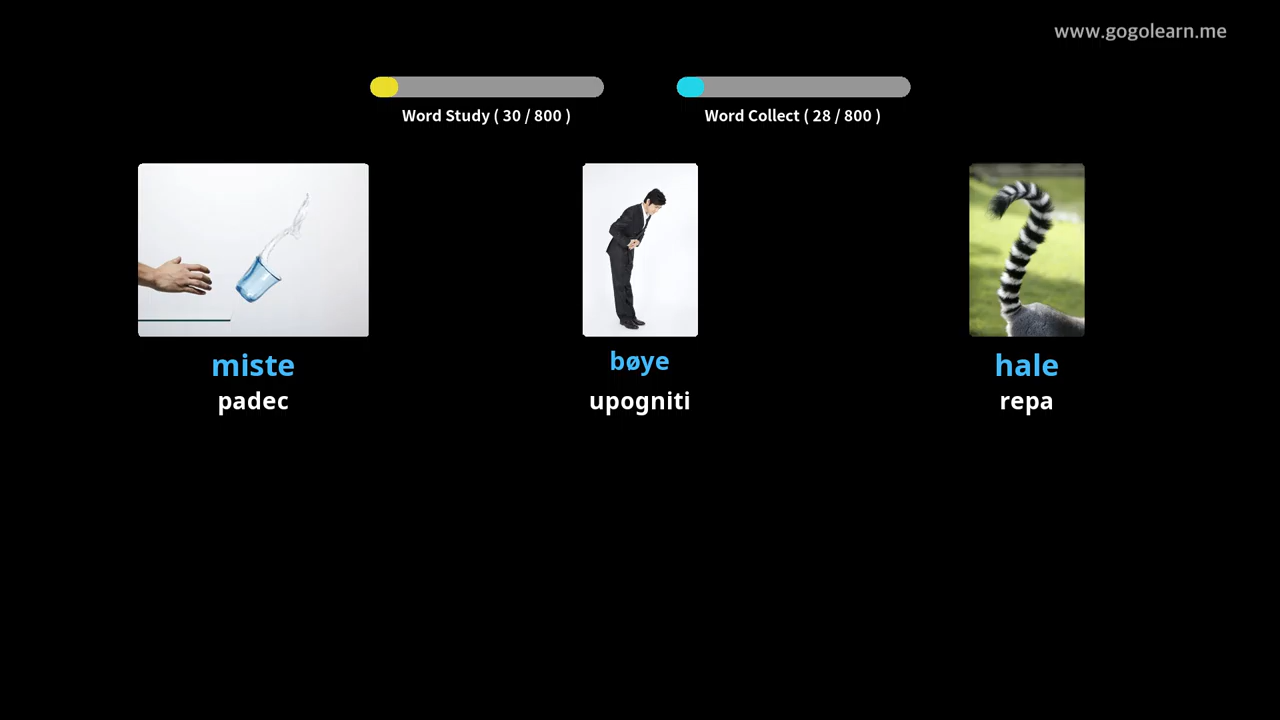 www.gogolearn.me
Word Study ( 30 / 800 )
Word Collect ( 28 / 800 )
miste
padec
bøye
upogniti
hale
repa